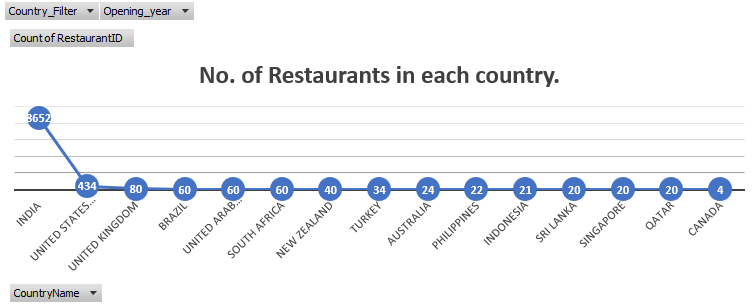 Country_Filter Opening_year
Count of RestaurantID
No. of Restaurants in each country.
8652 434 80 60 60 60 40 34 24 22 21 20 20 20 4
INDIA
UNITED STATES...
UNITED KINGDOM
BRAZIL
UNITED ARAB...
SOUTH AFRICA
NEW ZEALAND
TURKEY
AUSTRALIA
PHILIPPINES
INDONESIA
SRI LANKA
SINGAPORE
QATAR
CANADA
CountryName